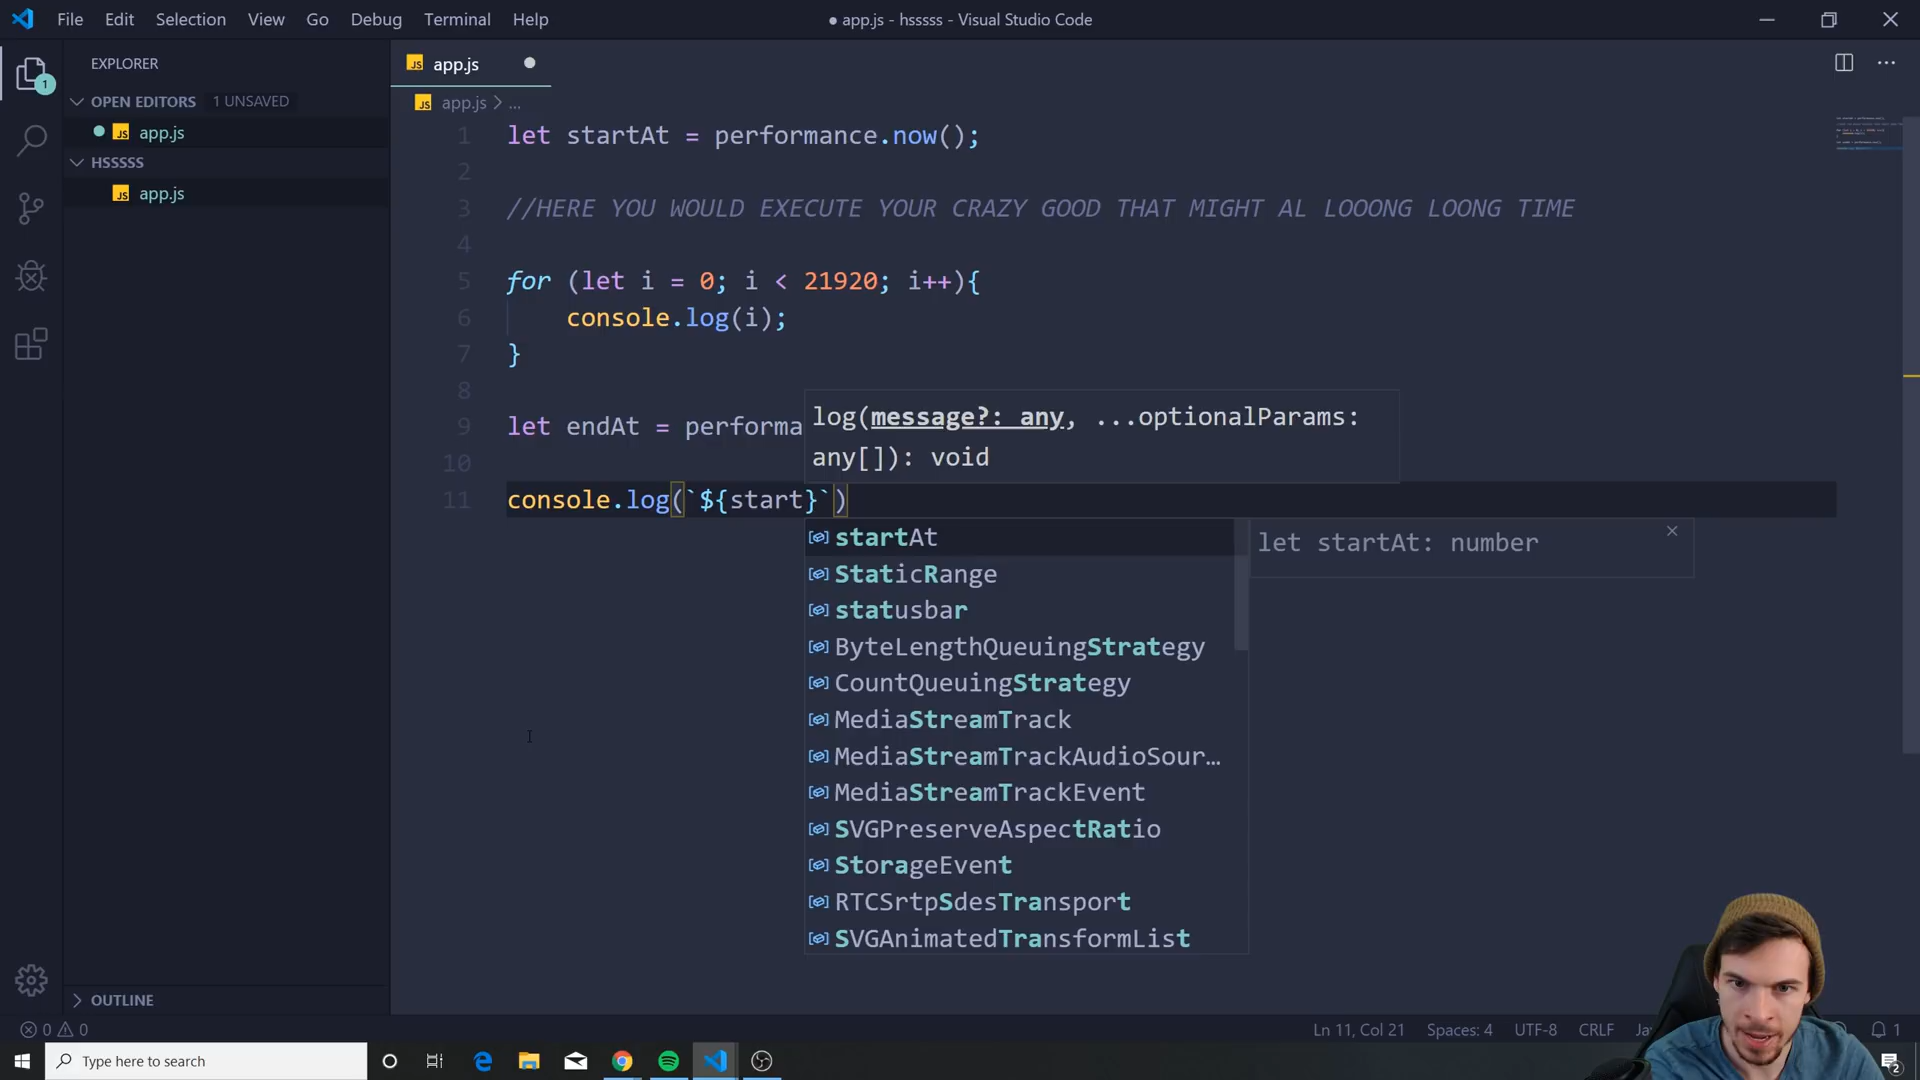 File Edit Selection View Go Debug Terminal Help
● app.js - hsssss - Visual Studio Code
EXPLORER
OPEN EDITORS 1 UNSAVED
app.js
HSSSSS
app.js
OUTLINE
1
JS app.js
JS app.js > ...
1 let startAt = performance.now();
2
3 //HERE YOU WOULD EXECUTE YOUR CRAZY GOOD THAT MIGHT AL LOOONG LOONG TIME
4
5 for (let i = 0; i < 21920; i++){
6 console.log(i);
7 }
8
9 let endAt = performa
10
11 console.log(`${start}`)
log(message?: any, ...optionalParams:
any[]): void
startAt
StaticRange
statusbar
ByteLengthQueuingStrategy
CountQueuingStrategy
MediaStreamTrack
MediaStreamTrackAudioSour…
MediaStreamTrackEvent
SVGPreserveAspectRatio
StorageEvent
RTCSrtpSdesTransport
SVGAnimatedTransformList
let startAt: number
0 0
Ln 11, Col 21 Spaces: 4 UTF-8 CRLF 1
Type here to search
2